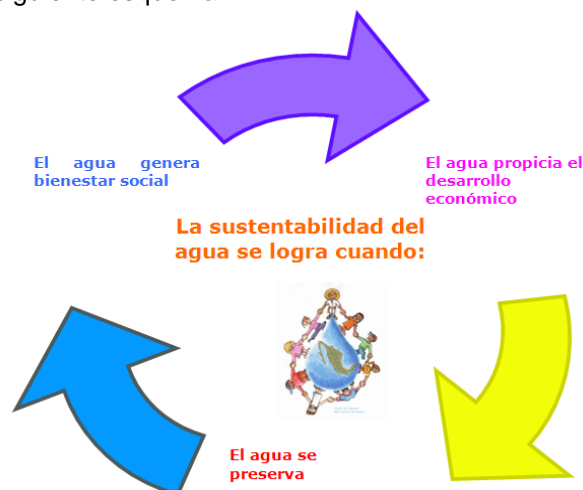 El agua genera
bienestar social
El agua propicia el
desarrollo
económico
La sustentabilidad del
agua se logra cuando:
El agua se
preserva